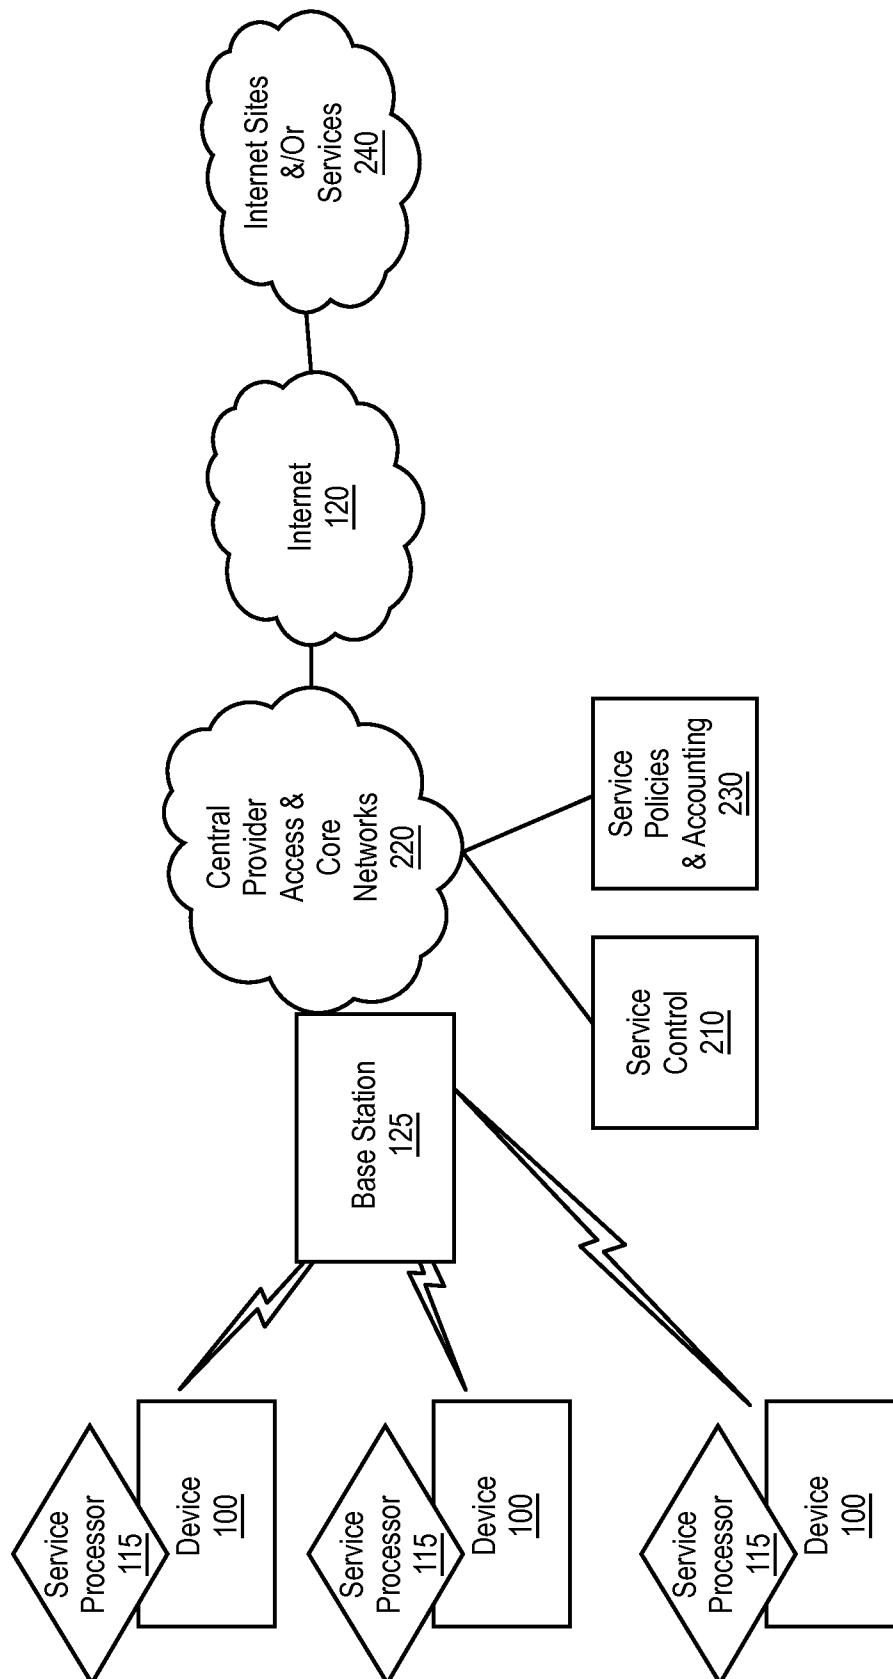 Service
Processor
115
Device
100
Service
Processor
115
Device
100
Service
Processor
115
Device
100
Base Station
125
Central
Provider
Access &
Core
Networks
220
Service
Control
210
Service
Policies
& Accounting
230
Internet
120
Internet Sites
&/Or
Services
240